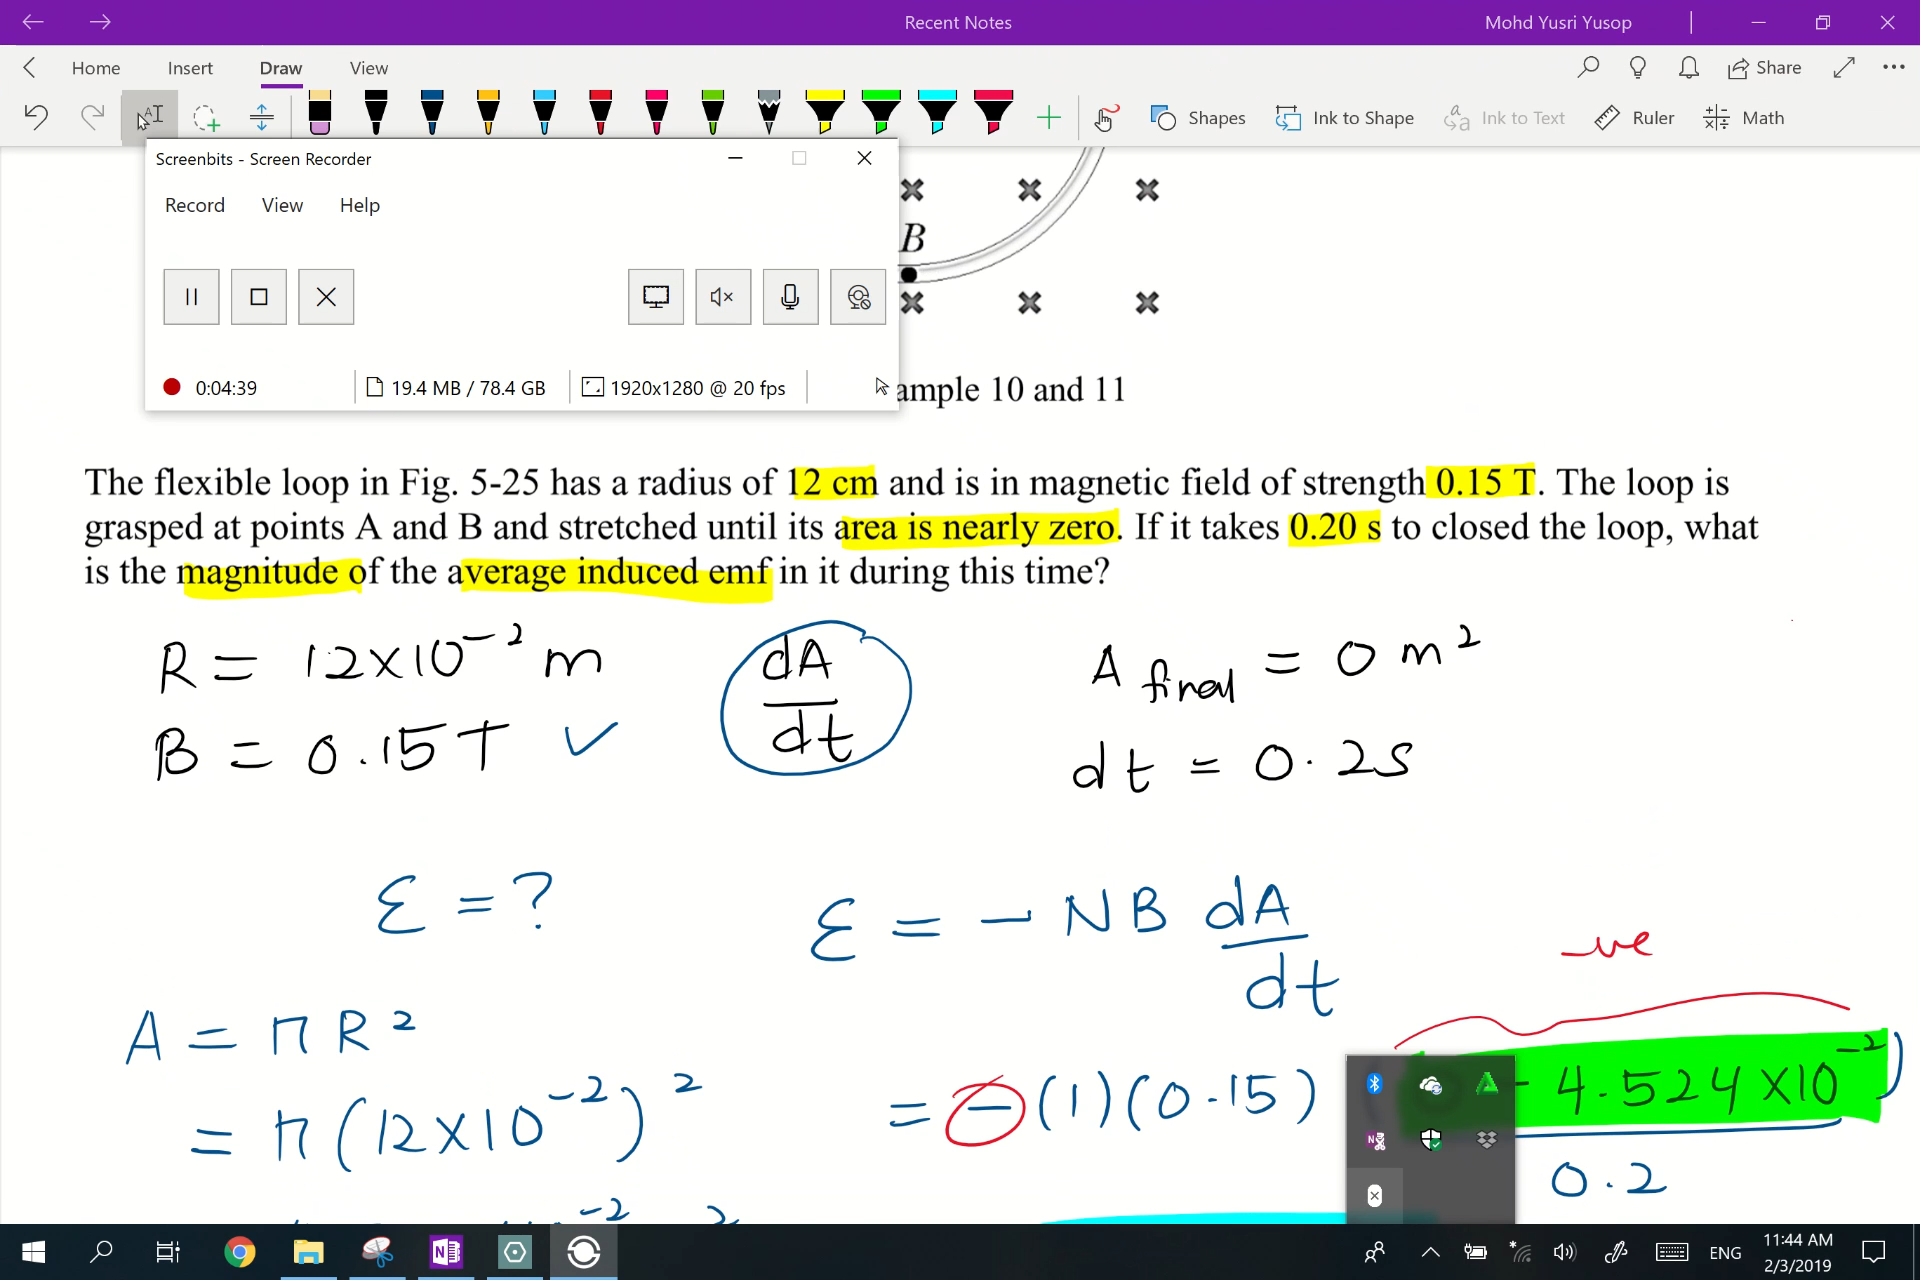 Recent Notes
Mohd Yusri Yusop
Home Insert Draw View
Share
Shapes Ink to Shape Ink to Text Ruler Math
Screenbits - Screen Recorder
Record View Help
0:04:39 19.4 MB / 78.4 GB 1920x1280 @ 20 fps
B
ample 10 and 11
The flexible loop in Fig. 5-25 has a radius of 12 cm and is in magnetic field of strength 0.15 T. The loop is
grasped at points A and B and stretched until its area is nearly zero. If it takes 0.20 s to closed the loop, what
is the magnitude of the average induced emf in it during this time?
R = 12×10⁻² m
B = 0.15T ✓
dA
dt
A final = 0 m²
dt = 0.2s
ℰ = ?
ℰ = - NB dA
dt
-ve
A = πR²
= π(12×10⁻²)²
= -(1)(0.15)
- 4.524×10⁻²)
0.2
-2 2
ENG
11:44 AM
2/3/2019